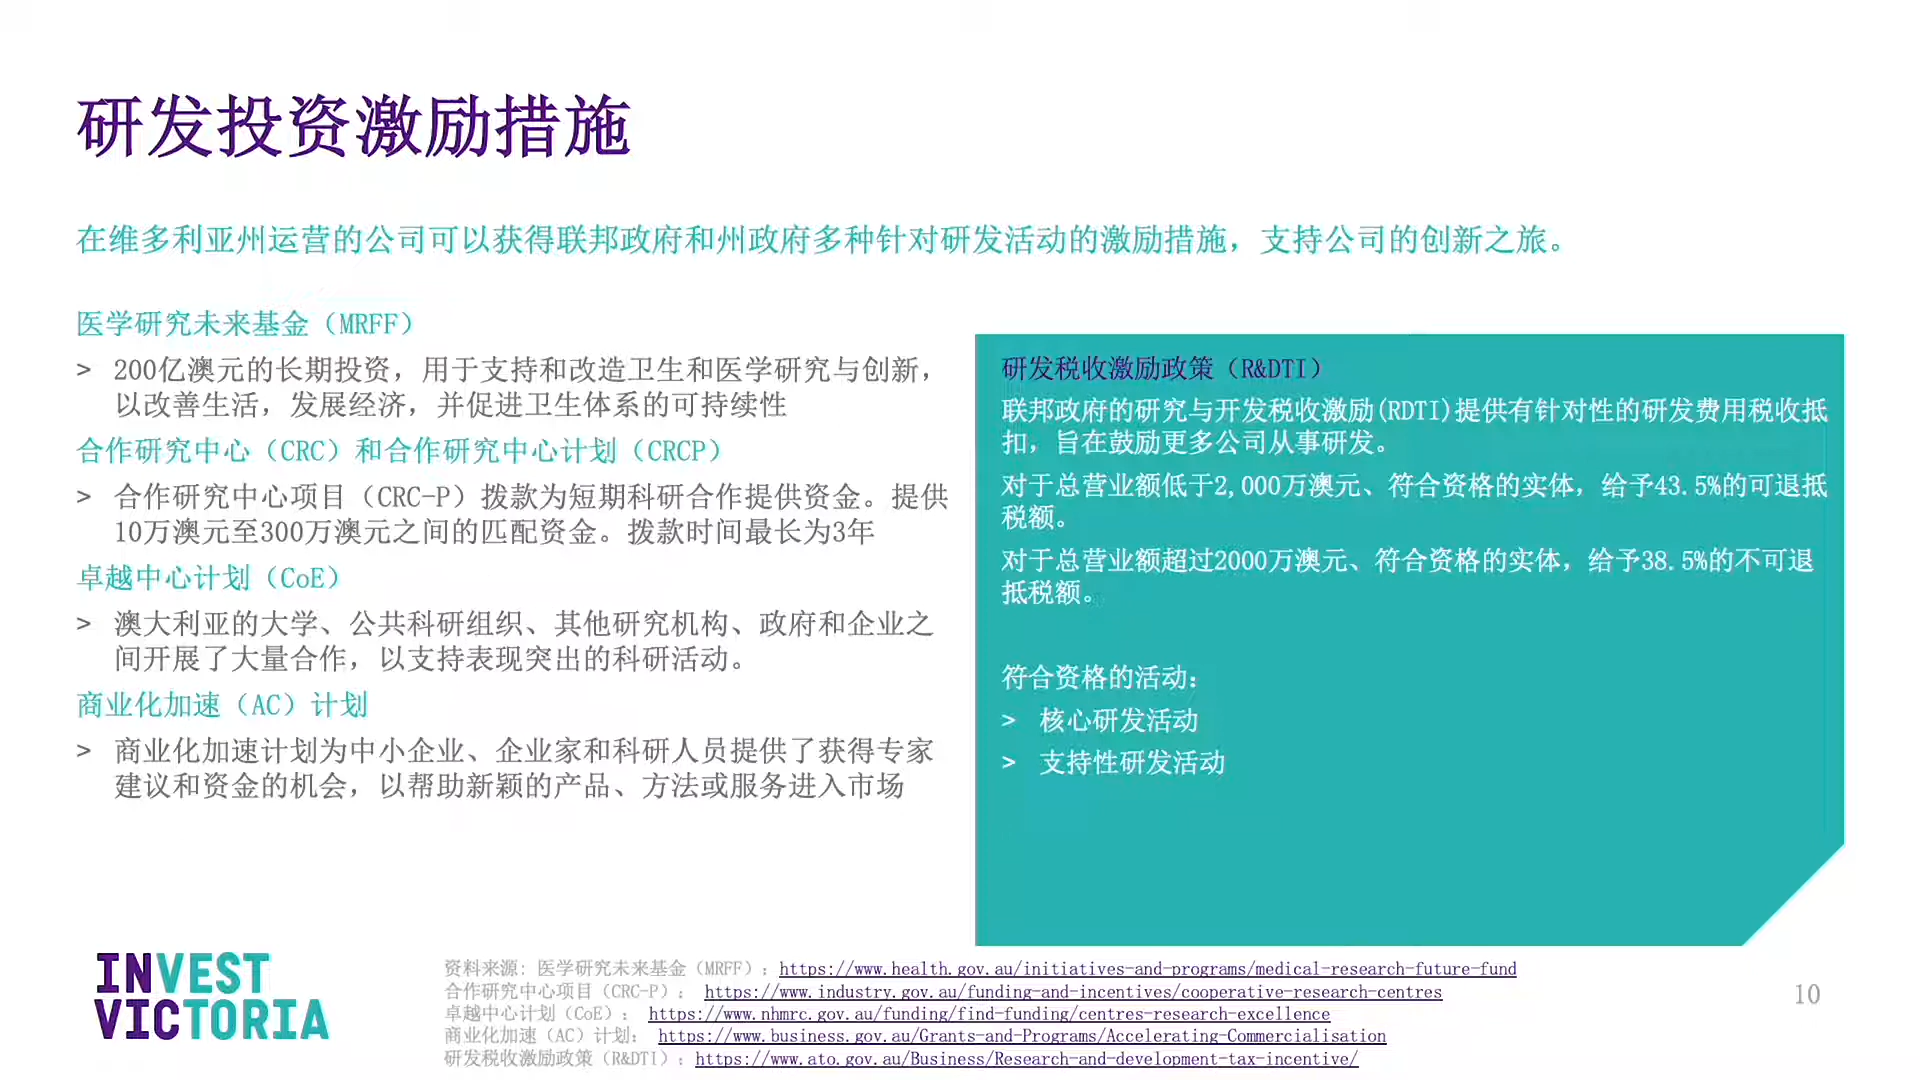 研发投资激励措施
在维多利亚州运营的公司可以获得联邦政府和州政府多种针对研发活动的激励措施，支持公司的创新之旅。
医学研究未来基金（MRFF）
> 200亿澳元的长期投资，用于支持和改造卫生和医学研究与创新，
以改善生活，发展经济，并促进卫生体系的可持续性
合作研究中心（CRC）和合作研究中心计划（CRCP）
> 合作研究中心项目（CRC-P）拨款为短期科研合作提供资金。提供
10万澳元至300万澳元之间的匹配资金。拨款时间最长为3年
卓越中心计划（CoE）
> 澳大利亚的大学、公共科研组织、其他研究机构、政府和企业之
间开展了大量合作，以支持表现突出的科研活动。
商业化加速（AC）计划
> 商业化加速计划为中小企业、企业家和科研人员提供了获得专家
建议和资金的机会，以帮助新颖的产品、方法或服务进入市场
研发税收激励政策（R&DTI）
联邦政府的研究与开发税收激励(RDTI)提供有针对性的研发费用税收抵
扣，旨在鼓励更多公司从事研发。
对于总营业额低于2,000万澳元、符合资格的实体，给予43.5%的可退抵
税额。
对于总营业额超过2000万澳元、符合资格的实体，给予38.5%的不可退
抵税额。
符合资格的活动：
> 核心研发活动
> 支持性研发活动
INVEST
VICTORIA
资料来源: 医学研究未来基金（MRFF）：https://www.health.gov.au/initiatives-and-programs/medical-research-future-fund
合作研究中心项目（CRC-P）： https://www.industry.gov.au/funding-and-incentives/cooperative-research-centres
卓越中心计划（CoE）： https://www.nhmrc.gov.au/funding/find-funding/centres-research-excellence
商业化加速（AC）计划： https://www.business.gov.au/Grants-and-Programs/Accelerating-Commercialisation
研发税收激励政策（R&DTI）：https://www.ato.gov.au/Business/Research-and-development-tax-incentive/
10